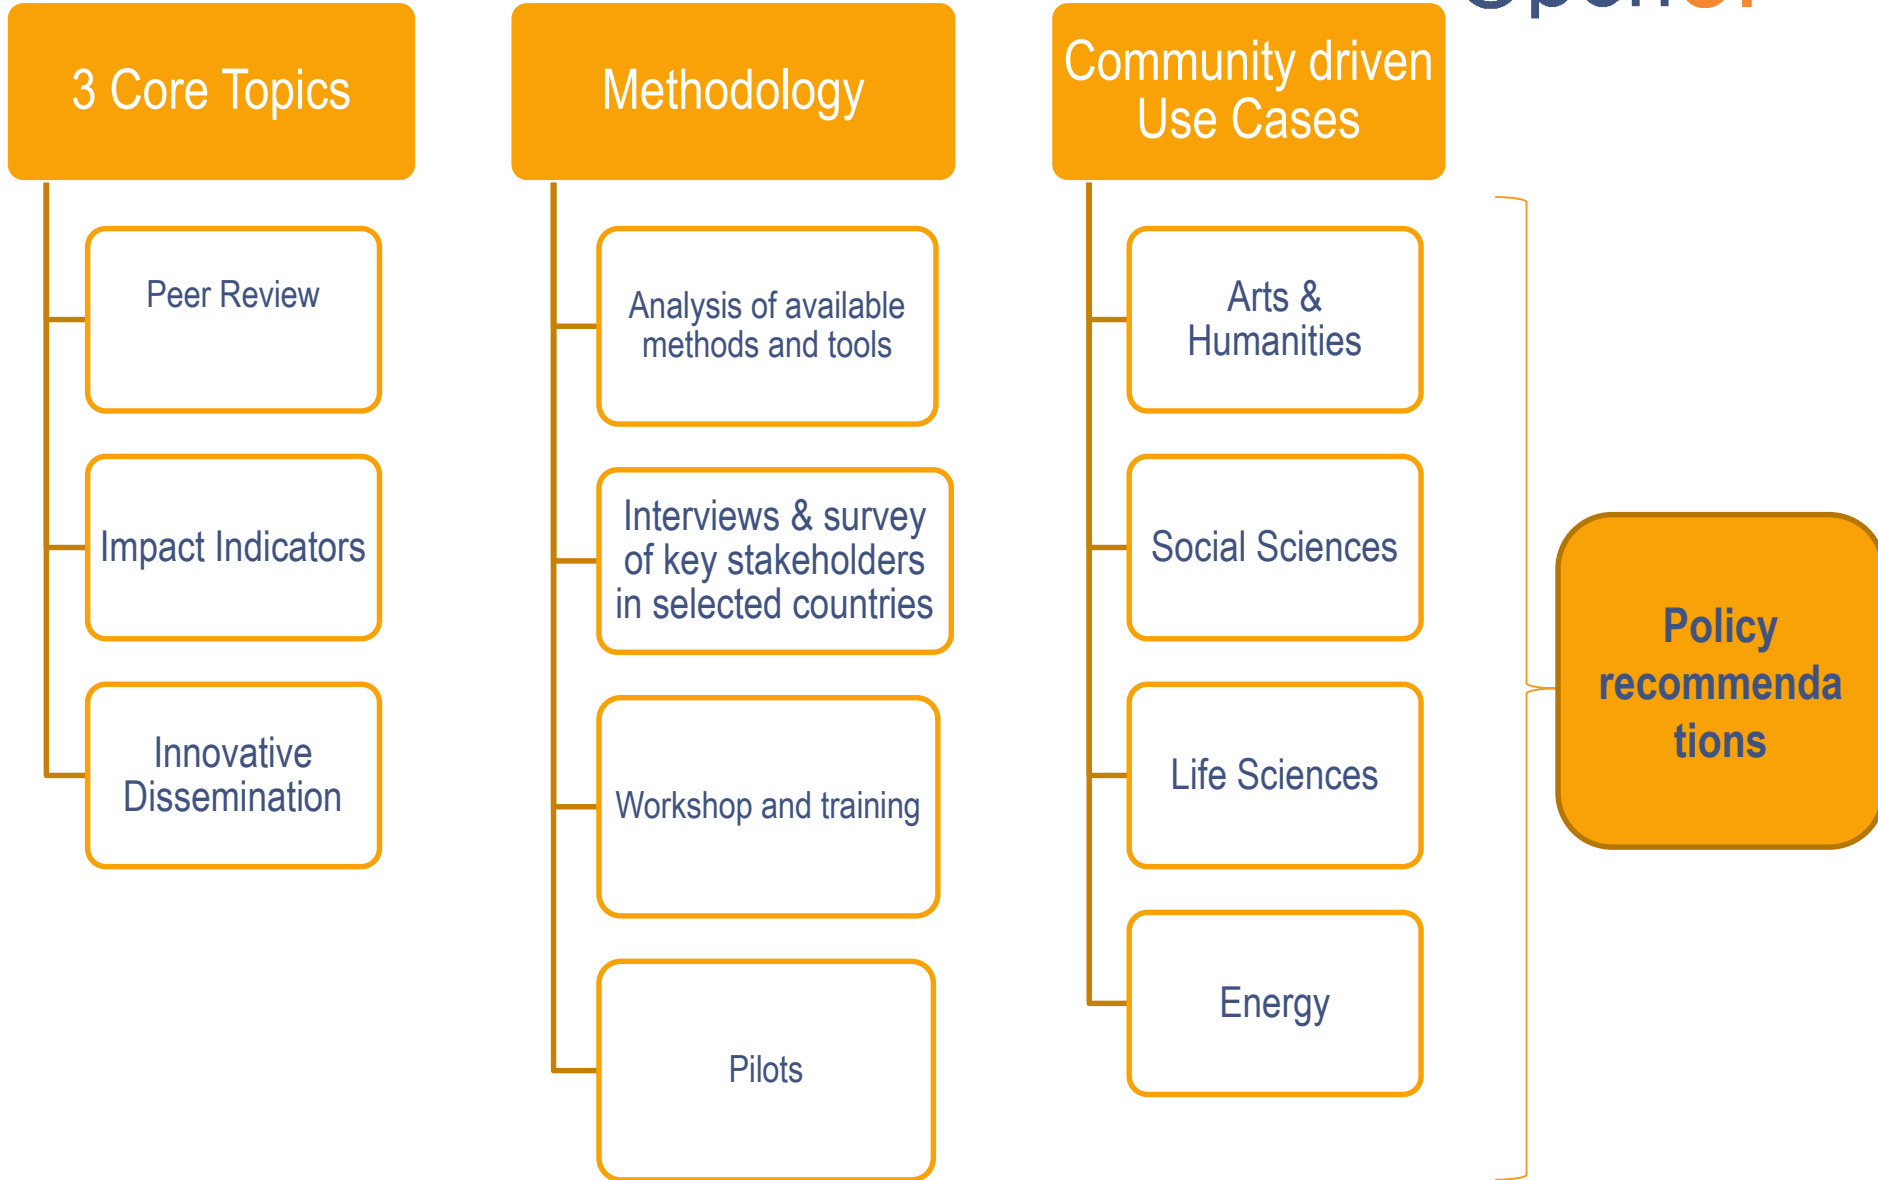 3 Core Topics
Peer Review
Impact Indicators
Innovative
Dissemination
Methodology
Analysis of available
methods and tools
Interviews & survey
of key stakeholders
in selected countries
Workshop and training
Pilots
Community driven
Use Cases
Arts &
Humanities
Social Sciences
Life Sciences
Energy
Policy
recommenda
tions